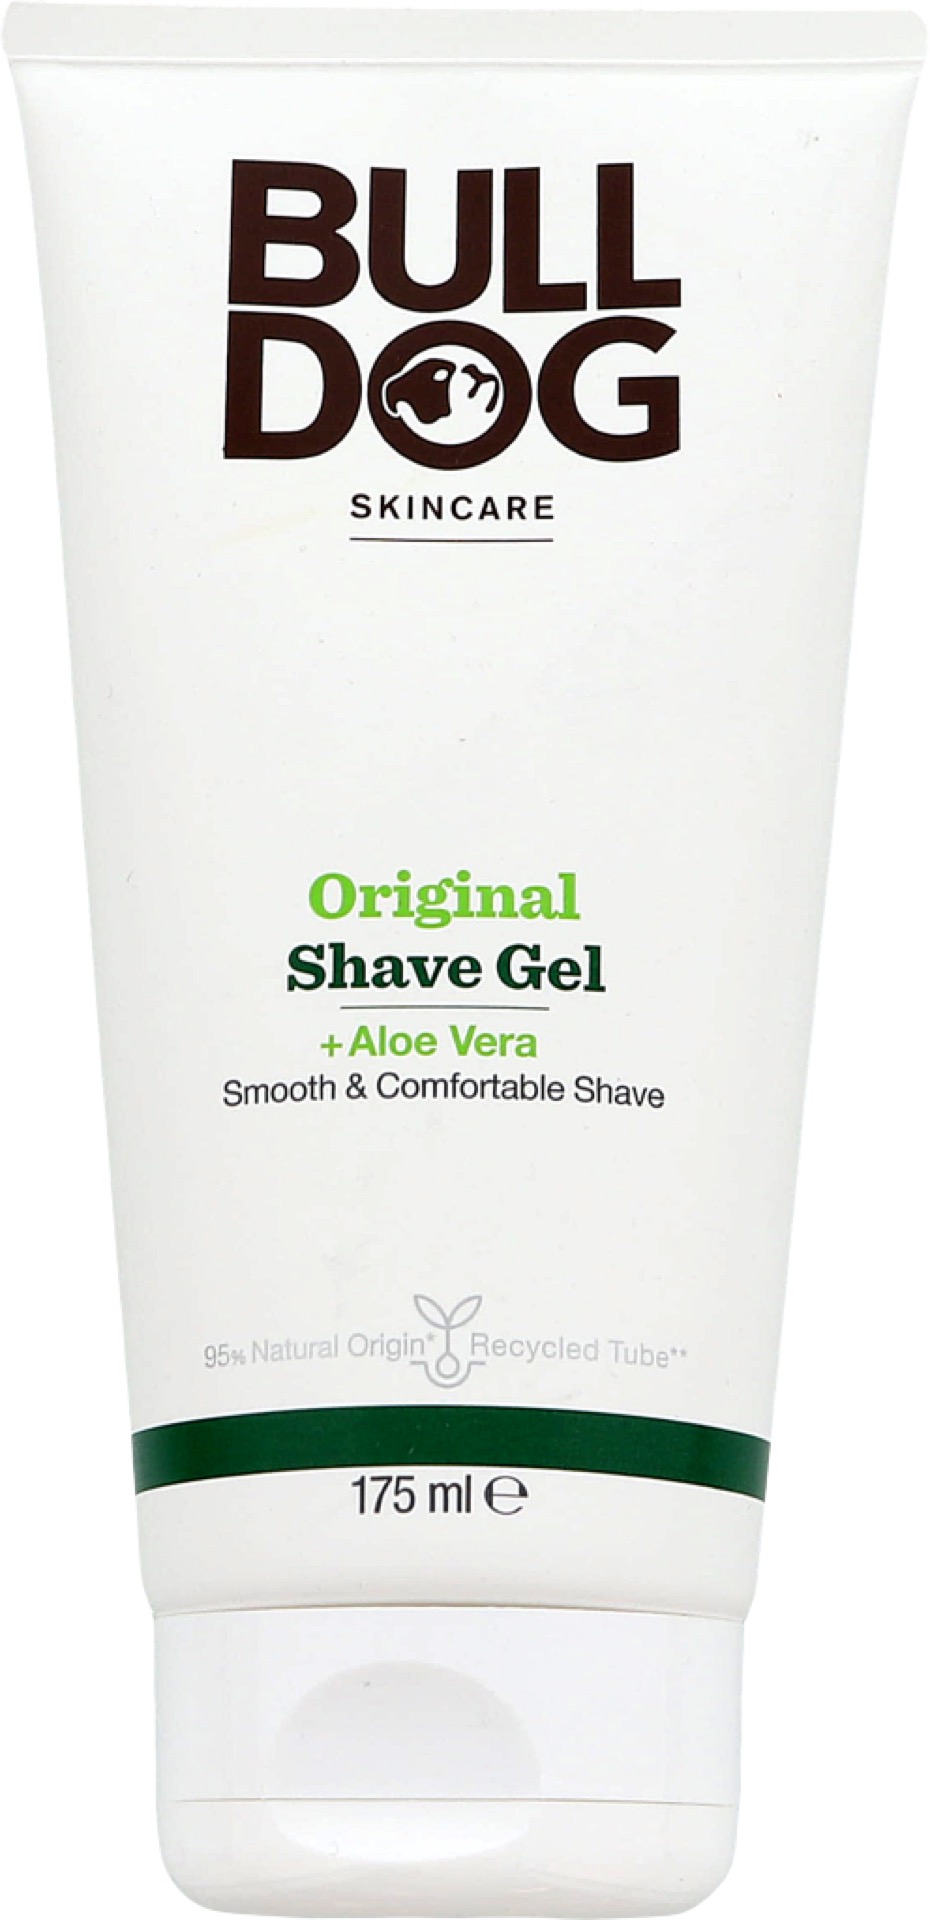 BULL
DOG
SKINCARE
Original
Shave Gel
+ Aloe Vera
Smooth & Comfortable Shave
95% Natural Origin* Recycled Tube**
175 ml ℮